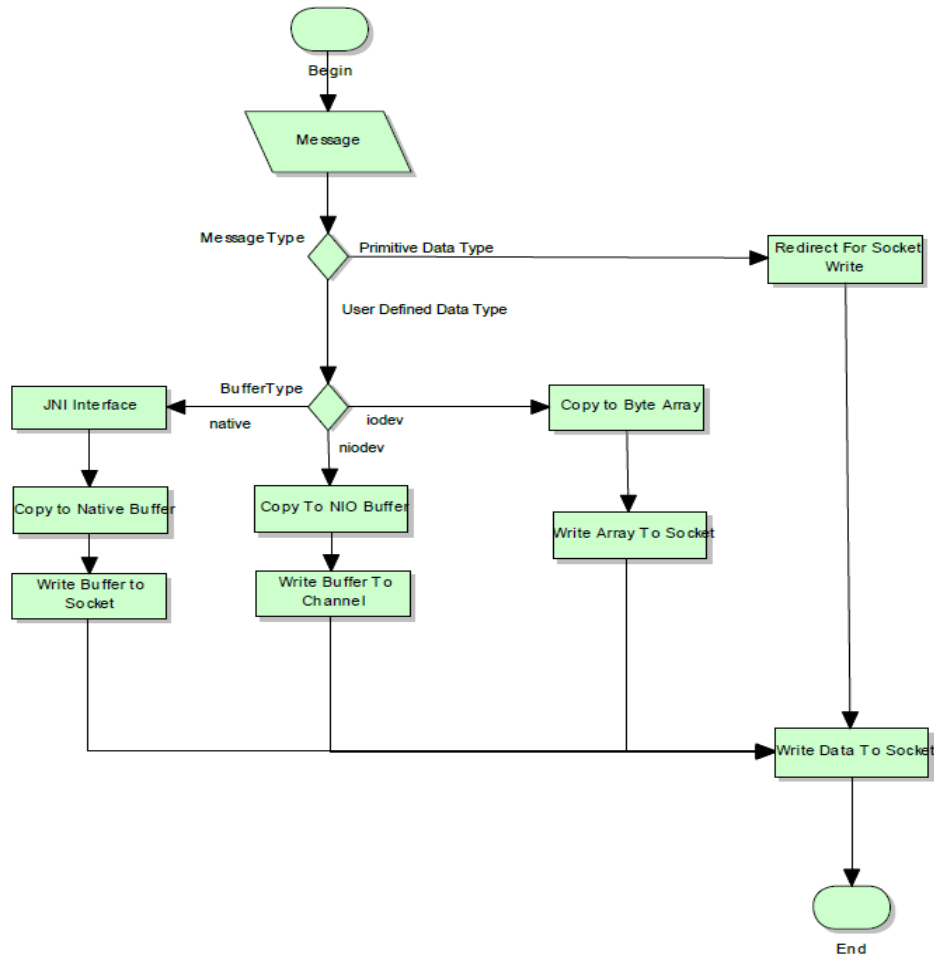 Begin
Message
MessageType
Primitive Data Type
Redirect For Socket
Write
User Defined Data Type
BufferType
JNI Interface
native
iodev
niodev
Copy to Byte Array
Copy to Native Buffer
Copy To NIO Buffer
Write Array To Socket
Write Buffer to
Socket
Write Buffer To
Channel
Write Data To Socket
End